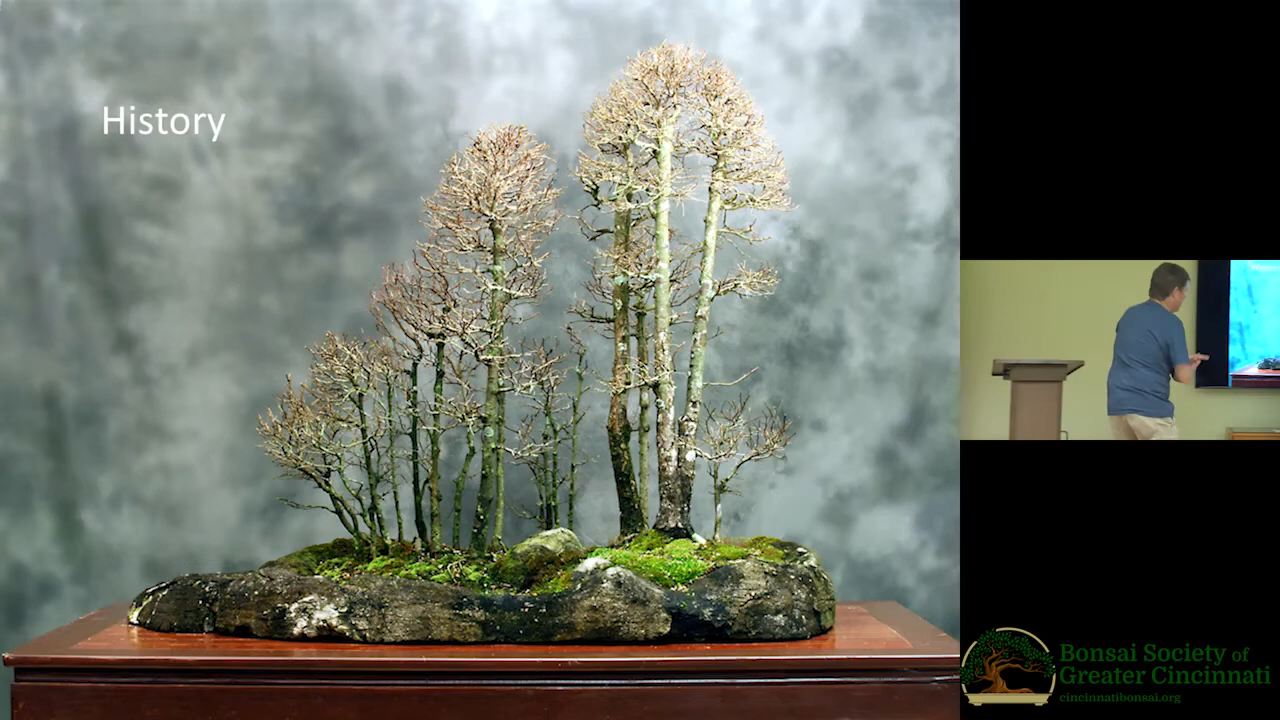 History
Bonsai Society of
Greater Cincinnati
cincinnatibonsai.org